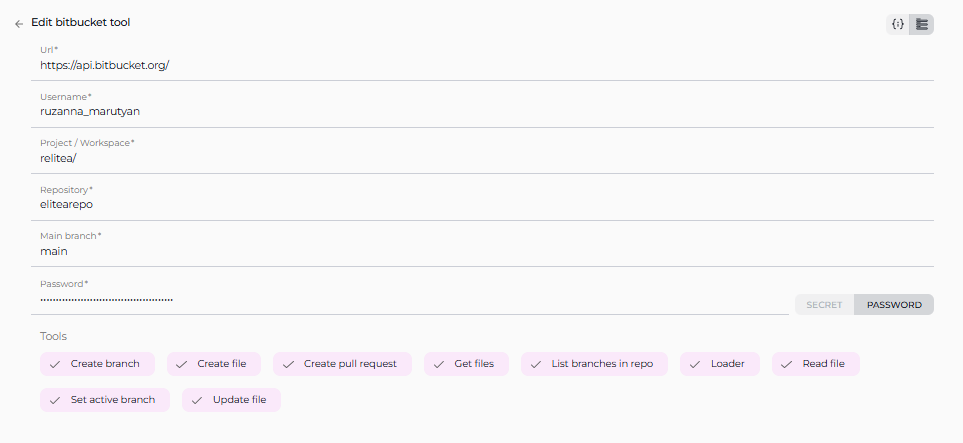 Edit bitbucket tool
Url*
https://api.bitbucket.org/
Username*
ruzanna_marutyan
Project / Workspace*
relitea/
Repository*
elitearepo
Main branch*
main
Password*
••••••••••••••••••••••••••••••••••••••••••••
SECRET PASSWORD
Tools
Create branch Create file Create pull request Get files List branches in repo Loader Read file
Set active branch Update file